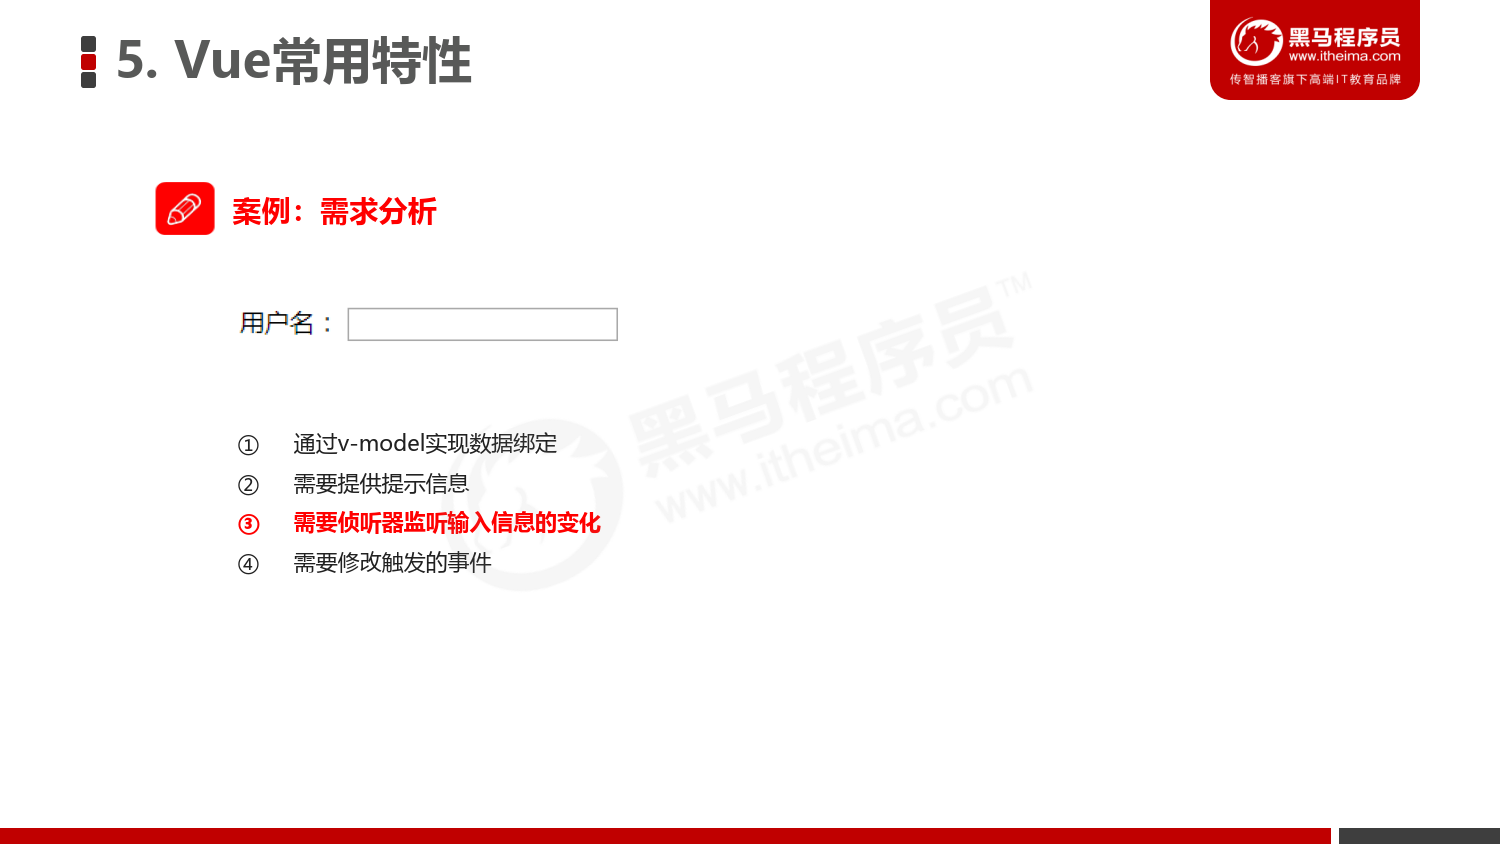 5. Vue常用特性
黑马程序员
www.itheima.com
传智播客旗下高端IT教育品牌
案例：需求分析
用户名：
① 通过v-model实现数据绑定
② 需要提供提示信息
③ 需要侦听器监听输入信息的变化
④ 需要修改触发的事件
黑马程序员™
www.itheima.com